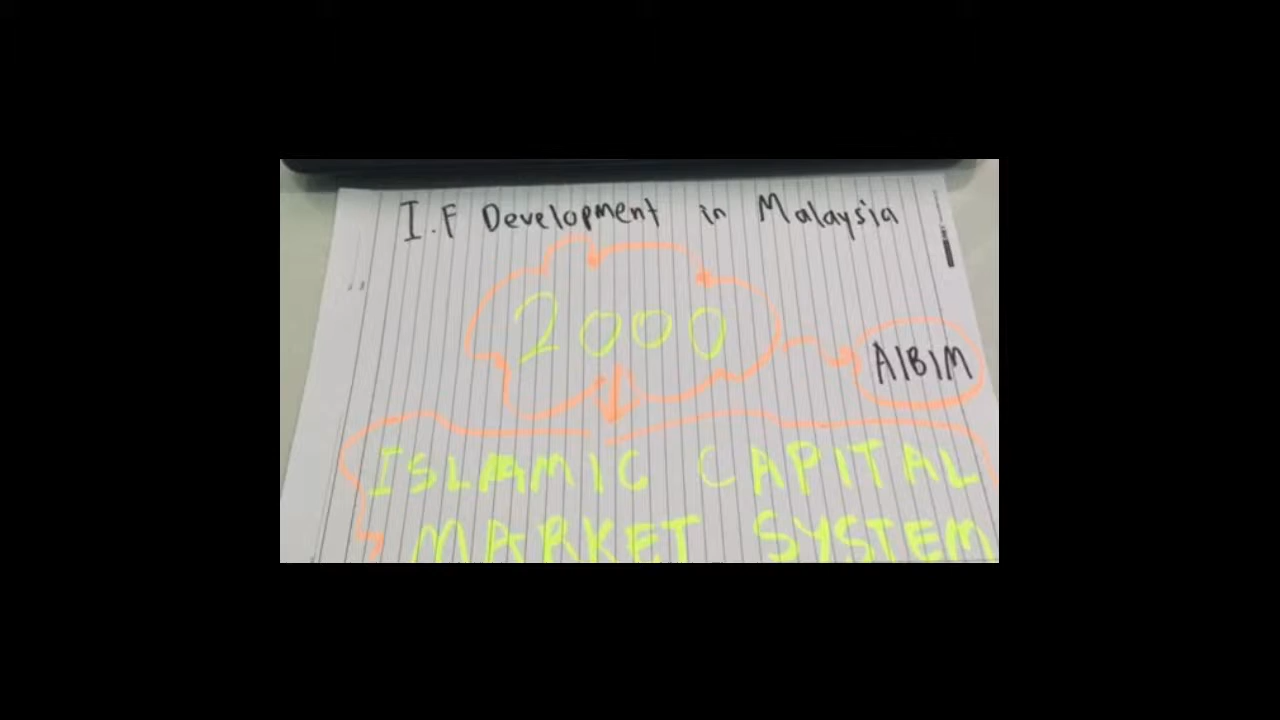 I.F Development in Malaysia
2000
AIBIM
ISLAMIC CAPITAL
MARKET SYSTEM